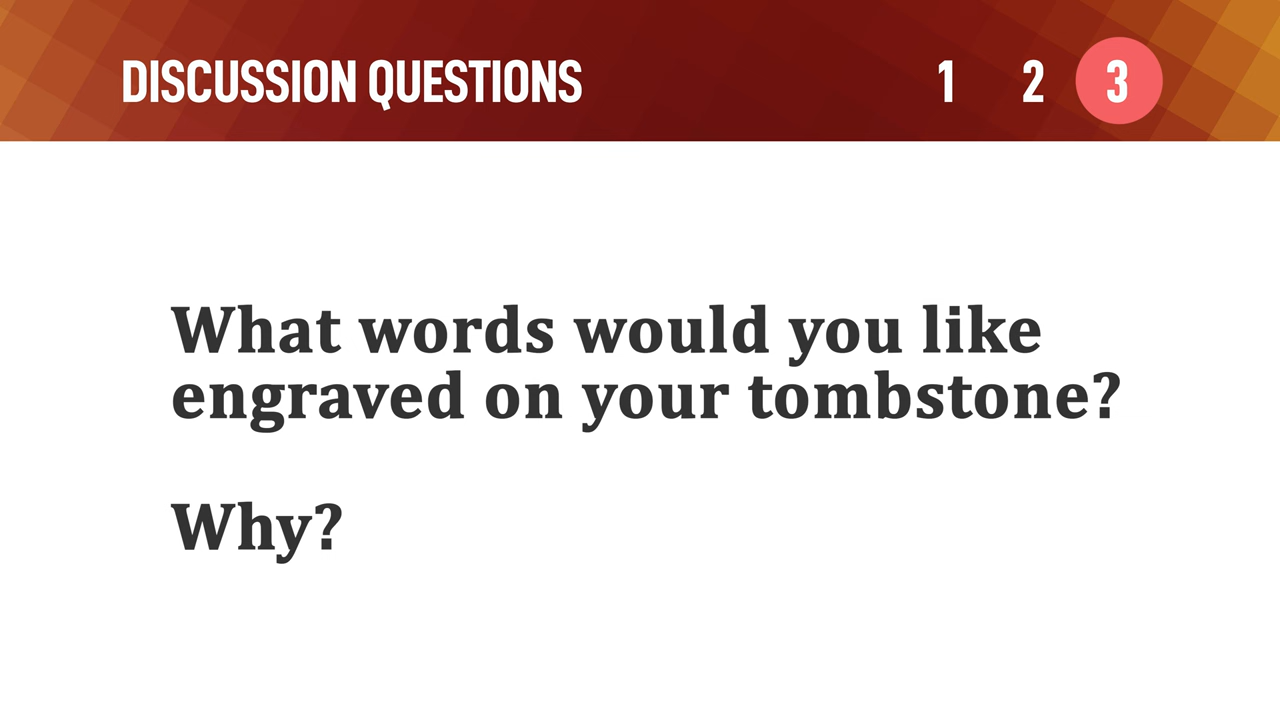 DISCUSSION QUESTIONS 1 2 3
What words would you like
engraved on your tombstone?
Why?